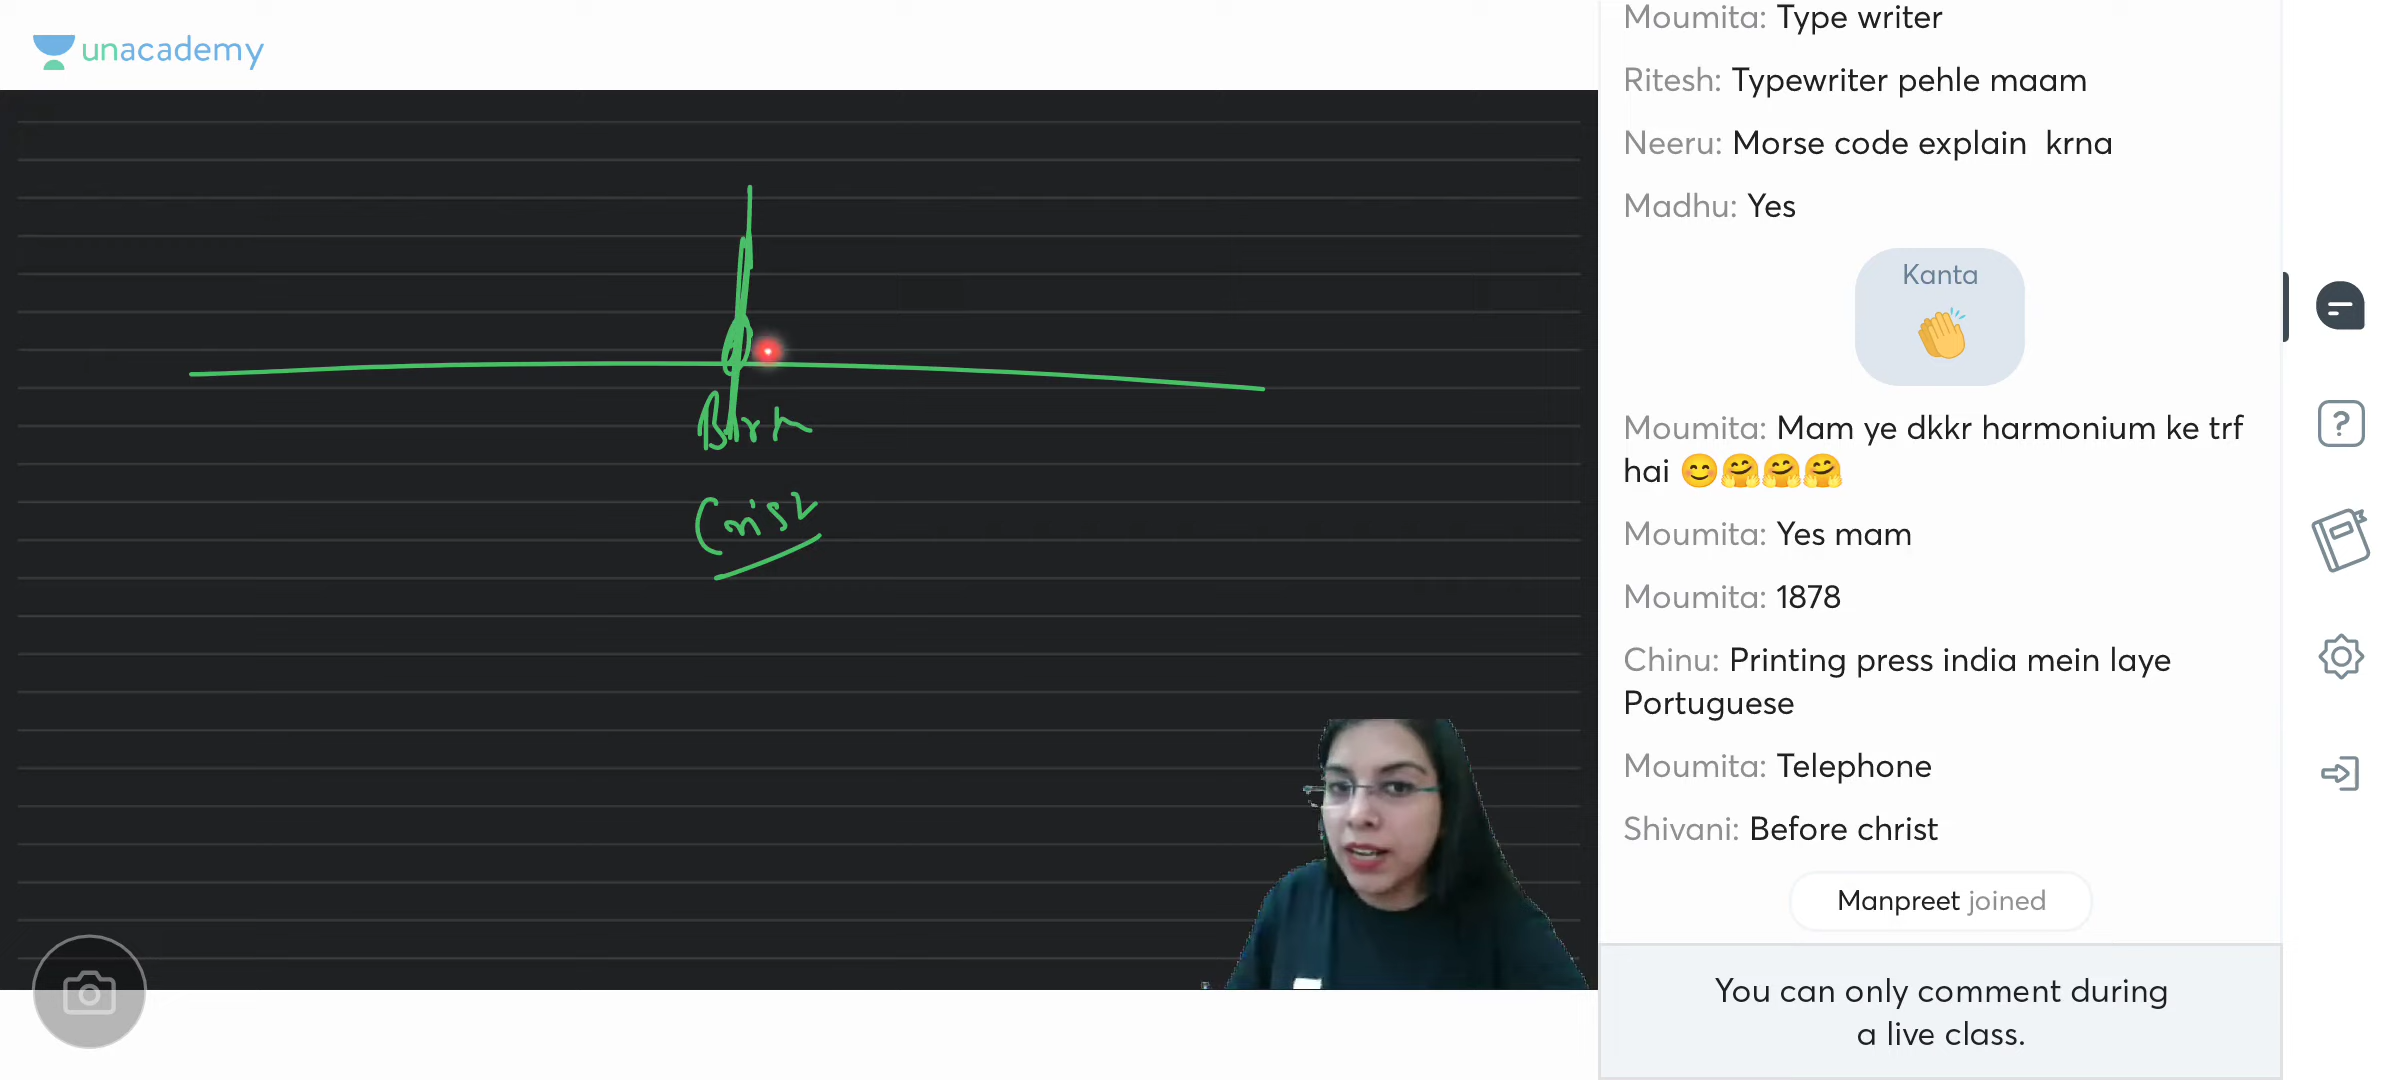 unacademy
Birth
Crist
Moumita: Type writer
Ritesh: Typewriter pehle maam
Neeru: Morse code explain  krna
Madhu: Yes
Kanta
👏
Moumita: Mam ye dkkr harmonium ke trf
hai 😊🤗🤗🤗
Moumita: Yes mam
Moumita: 1878
Chinu: Printing press india mein laye
Portuguese
Moumita: Telephone
Shivani: Before christ
Manpreet joined
You can only comment during
a live class.